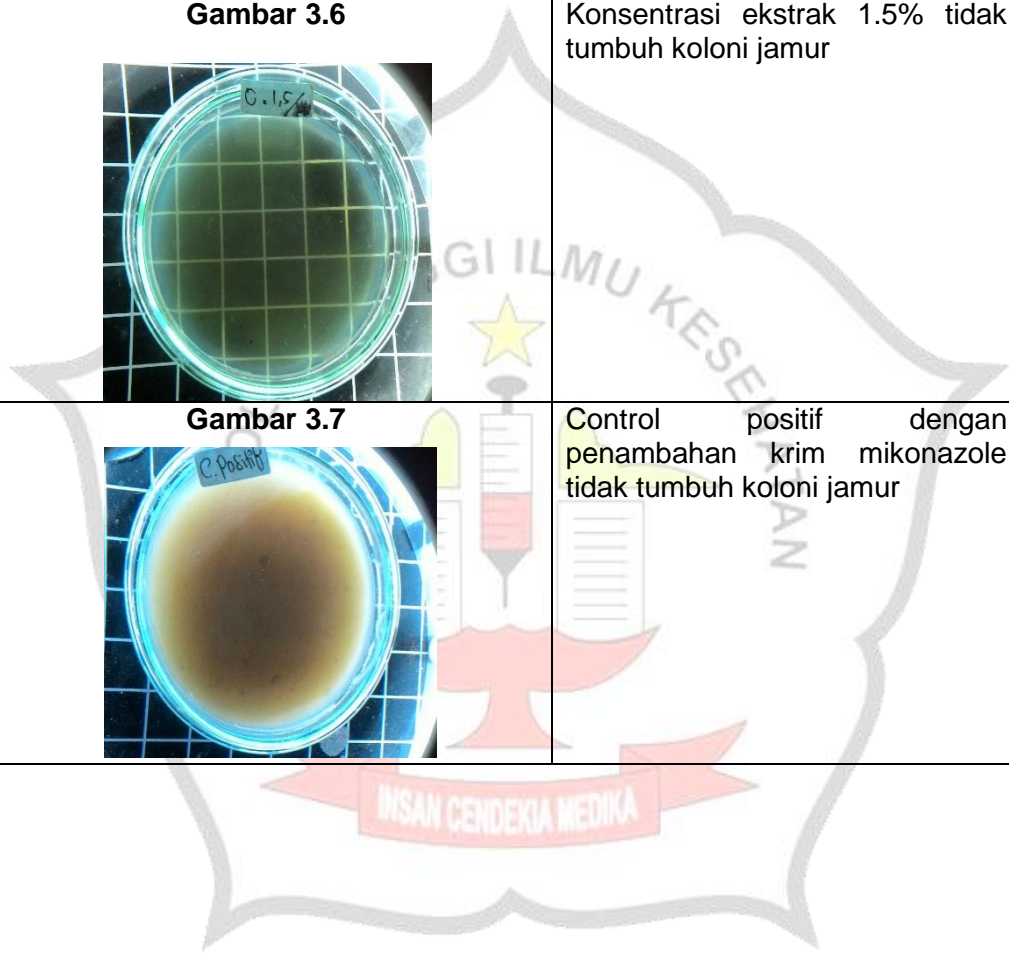 Gambar 3.6
Konsentrasi ekstrak 1.5% tidak
tumbuh koloni jamur
C. 1,5%
GI ILMU KESEHATAN
Gambar 3.7
Control positif dengan
penambahan krim mikonazole
tidak tumbuh koloni jamur
C. Positif
INSAN CENDEKIA MEDIKA